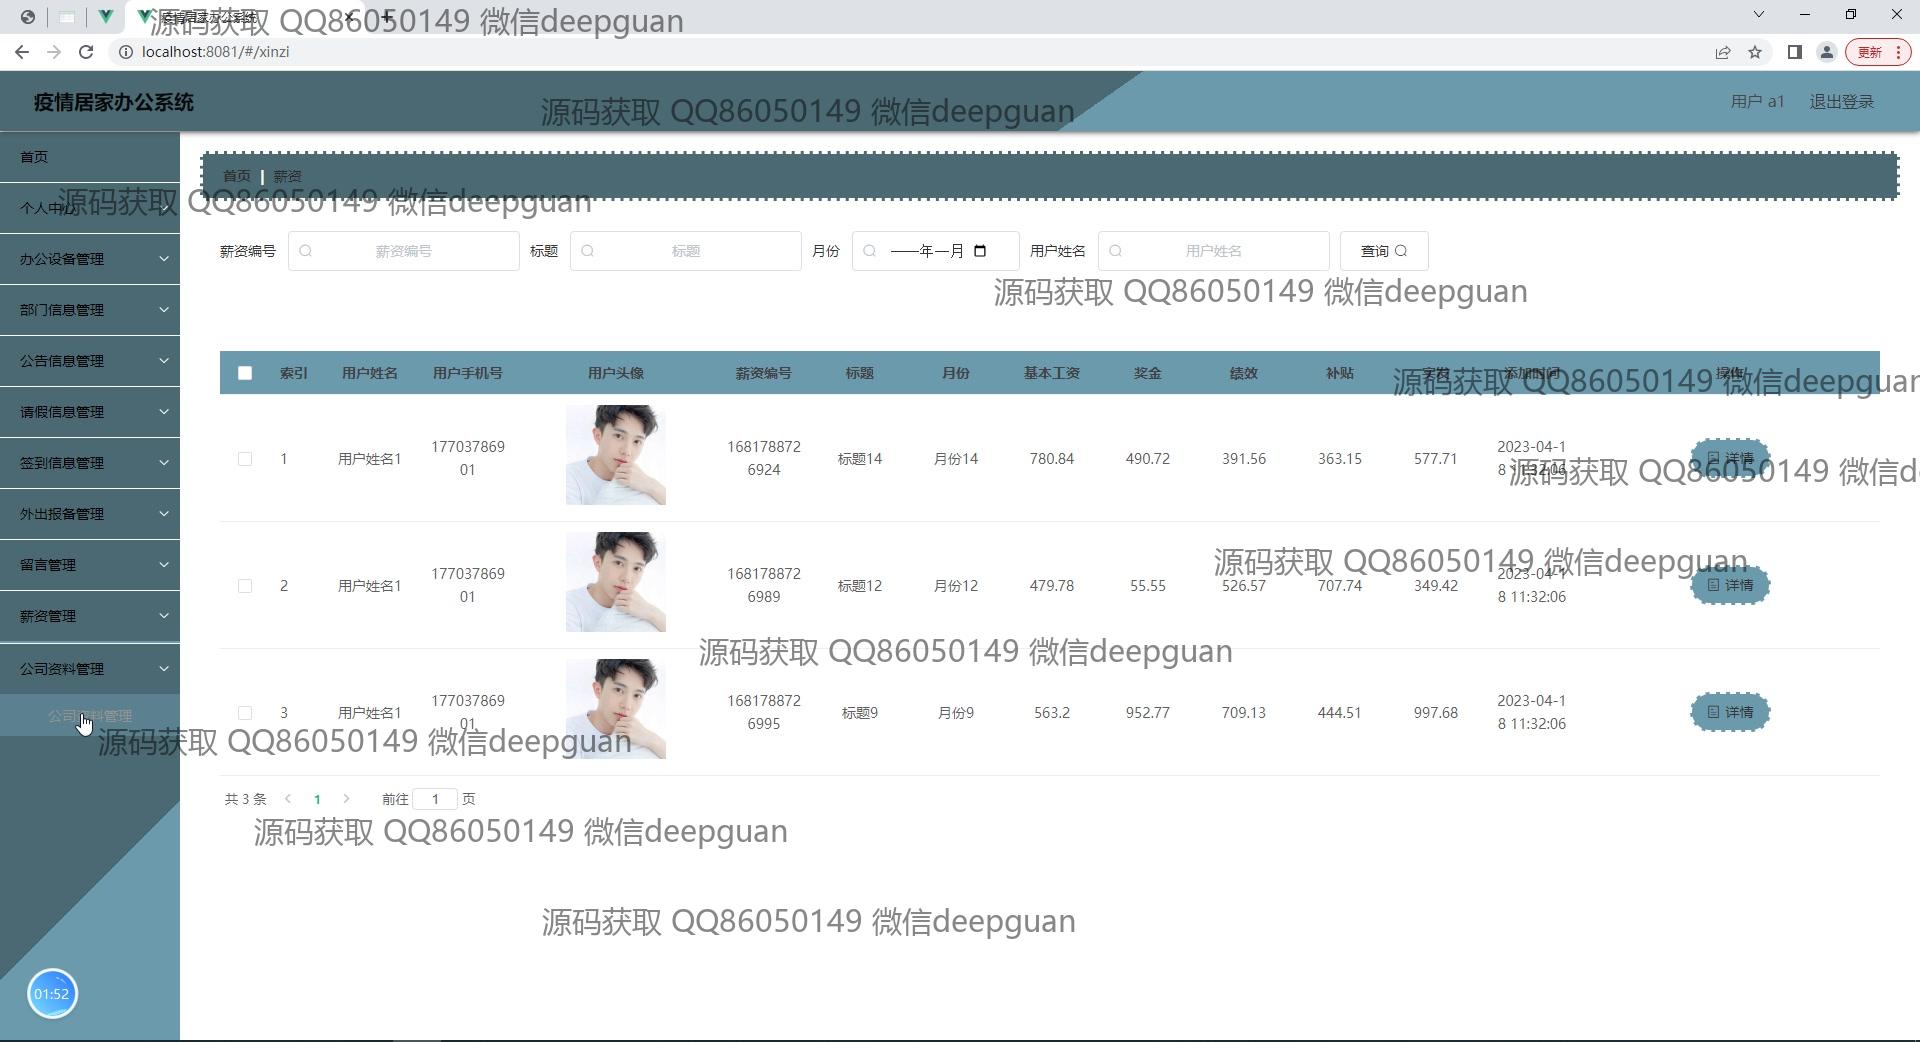 疫情居家办公系统
源码获取 QQ86050149 微信deepguan
localhost:8081/#/xinzi
更新
疫情居家办公系统
源码获取 QQ86050149 微信deepguan
用户 a1 退出登录
首页
首页 | 薪资
个人中心
源码获取 QQ86050149 微信deepguan
办公设备管理
部门信息管理
公告信息管理
请假信息管理
签到信息管理
外出报备管理
留言管理
薪资管理
公司资料管理
公司资料管理
薪资编号 薪资编号 标题 标题 月份 ----年--月 用户姓名 用户姓名 查询
源码获取 QQ86050149 微信deepguan
索引 用户姓名 用户手机号 用户头像 薪资编号 标题 月份 基本工资 奖金 绩效 补贴 实发 添加时间 操作
源码获取 QQ86050149 微信deepguan
1 用户姓名1 17703786901 1681788726924 标题14 月份14 780.84 490.72 391.56 363.15 577.71 2023-04-18 11:32:06 详情
源码获取 QQ86050149 微信de
源码获取 QQ86050149 微信deepguan
2 用户姓名1 17703786901 1681788726989 标题12 月份12 479.78 55.55 526.57 707.74 349.42 2023-04-18 11:32:06 详情
源码获取 QQ86050149 微信deepguan
3 用户姓名1 17703786901 1681788726995 标题9 月份9 563.2 952.77 709.13 444.51 997.68 2023-04-18 11:32:06 详情
源码获取 QQ86050149 微信deepguan
共 3 条 1 前往 1 页
源码获取 QQ86050149 微信deepguan
源码获取 QQ86050149 微信deepguan
01:52